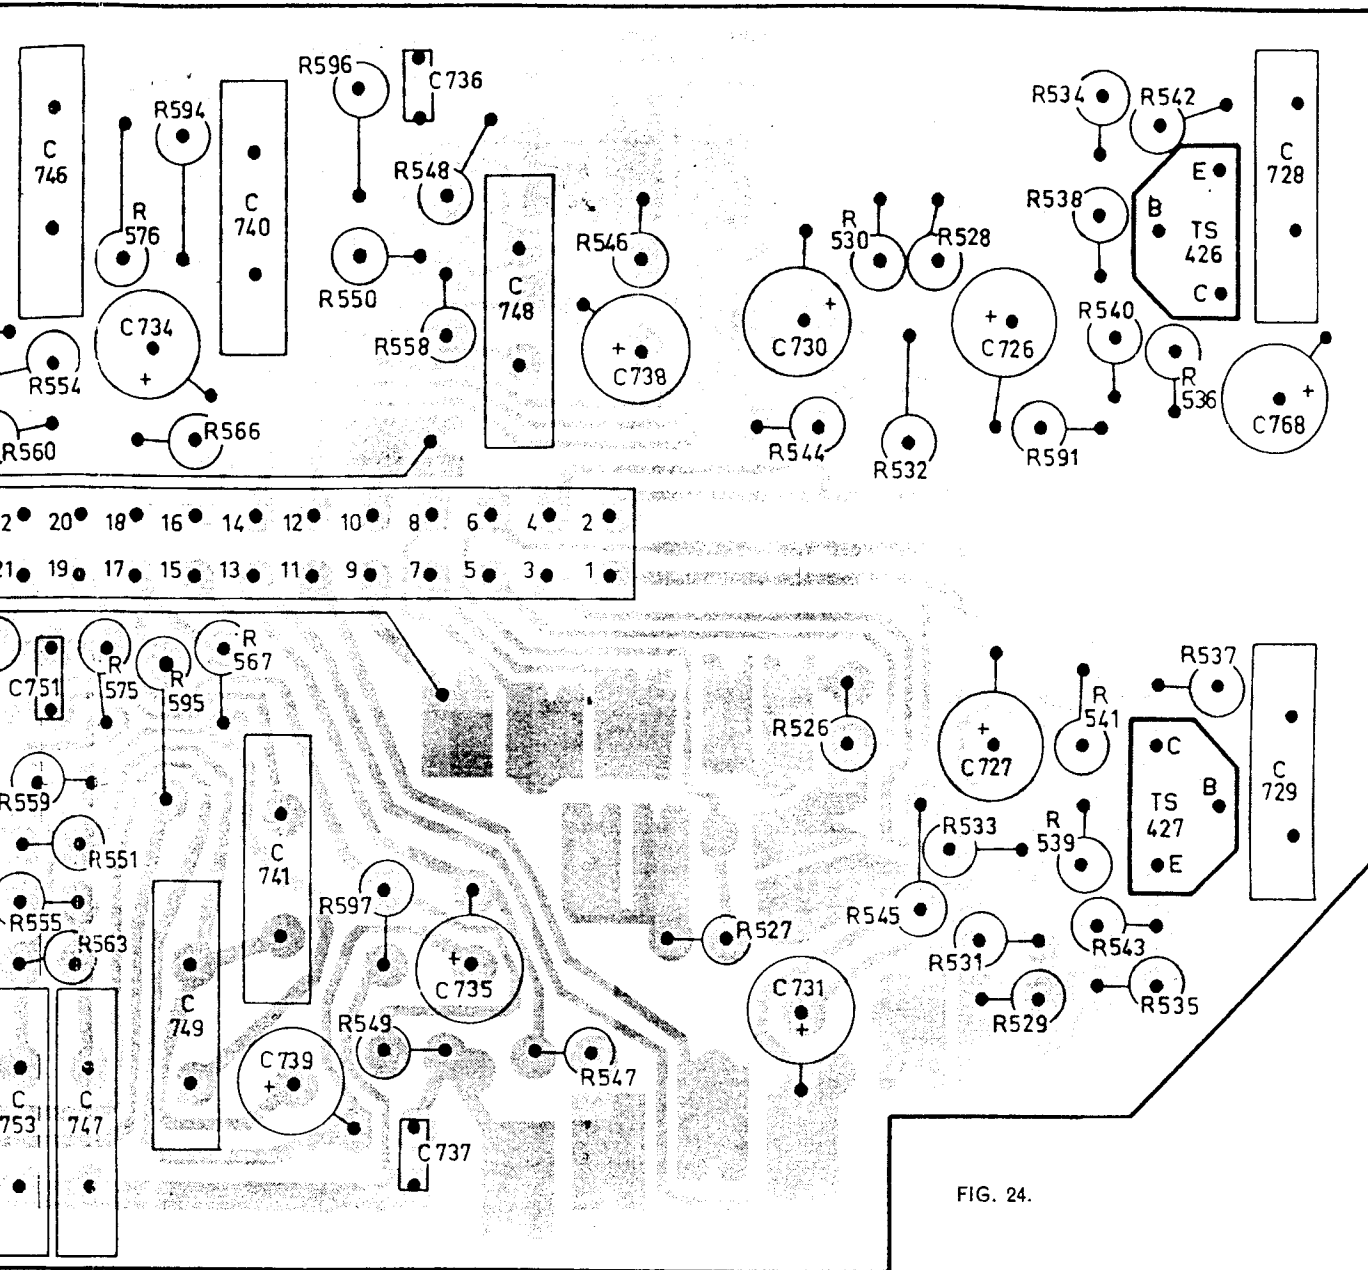 R596
C736
R534
R542
R594
C
746
R548
C
740
C
728
E
R538
B
TS
426
C
R
576
R546
R
530
R528
R550
C
748
R540
C734
+
R558
+
C738
+
C730
+
C726
R
536
+
C768
R554
R560
R566
R544
R532
R591
2 20 18 16 14 12 10 8 6 4 2
21 19 17 15 13 11 9 7 5 3 1
R
567
R
575
R
595
C751
R537
R526
+
C727
R
541
C
B
TS
427
E
C
729
R559
R551
C
741
R533
R
539
R597
R555
R563
R545
R527
R531
R543
+
C735
C731
+
R529
R535
C
749
R549
C739
+
R547
C
753
C
747
C737
FIG. 24.